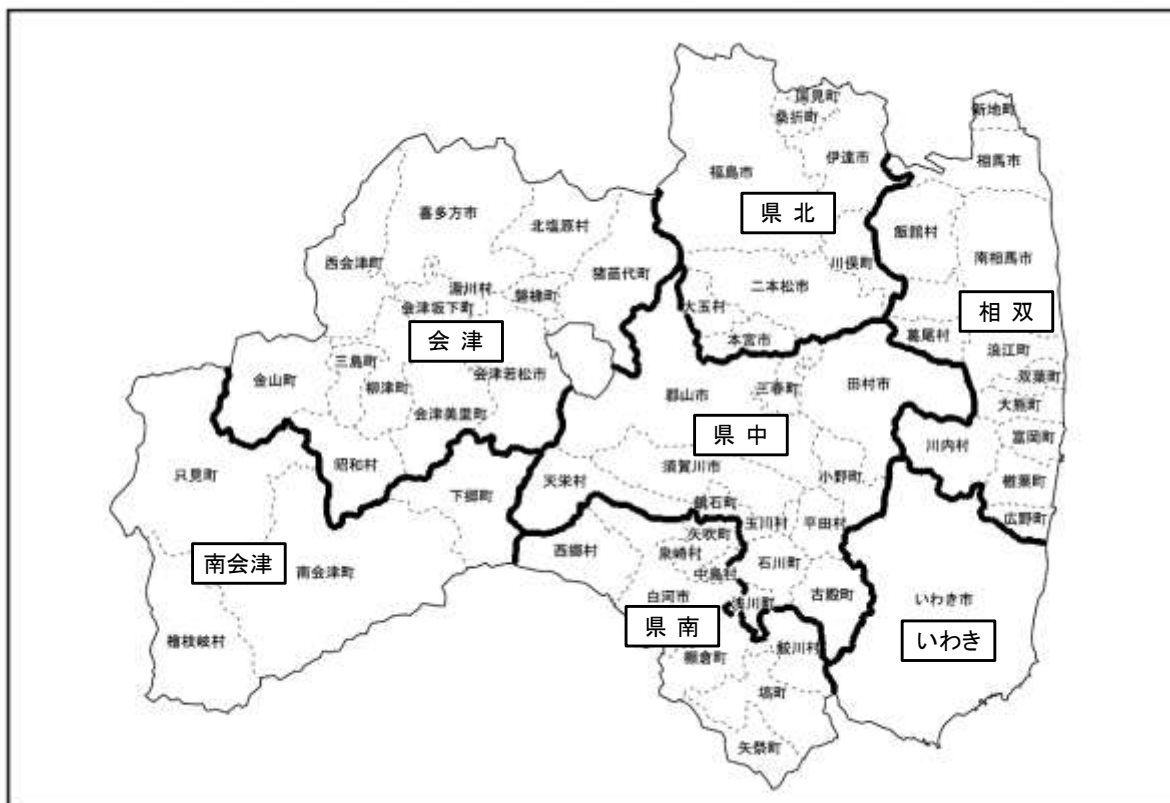 国見町
桑折町
新地町
伊達市
相馬市
福島市
県北
喜多方市
北塩原村
飯館村
西会津町
猪苗代町
川俣町
南相馬市
湯川村
磐梯町
二本松市
会津坂下町
大玉村
相双
本宮市
葛尾村
会津
三島町
浪江町
金山町
柳津町
会津若松市
双葉町
郡山市
三春町
田村市
大熊町
会津美里町
県中
川内村
富岡町
昭和村
須賀川市
只見町
天栄村
小野町
楢葉町
下郷町
鏡石町
広野町
玉川村
平田村
矢吹町
西郷村
泉崎村
南会津
南会津町
中島村
石川町
白河市
浅川町
古殿町
いわき市
県南
いわき
檜枝岐村
棚倉町
鮫川村
塙町
矢祭町